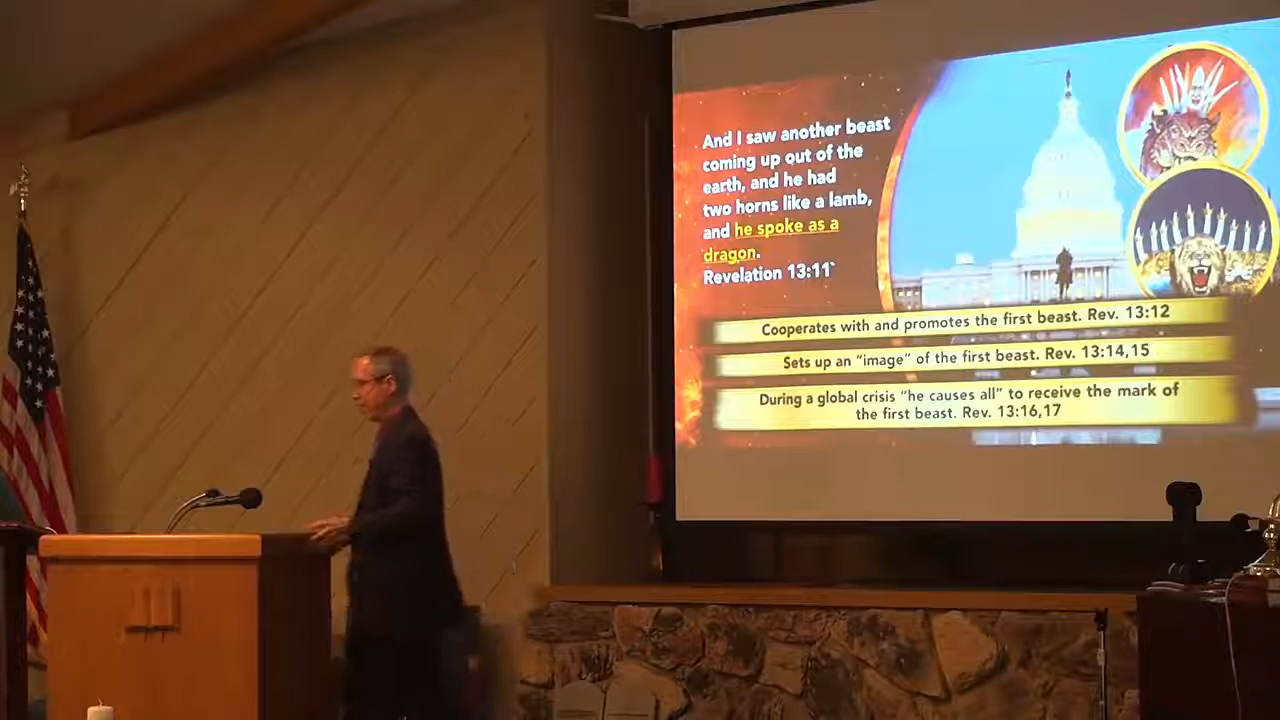 And I saw another beast
coming up out of the
earth, and he had
two horns like a lamb,
and he spoke as a
dragon.
Revelation 13:11`
Cooperates with and promotes the first beast. Rev. 13:12
Sets up an “image” of the first beast. Rev. 13:14,15
During a global crisis “he causes all” to receive the mark of
the first beast. Rev. 13:16,17